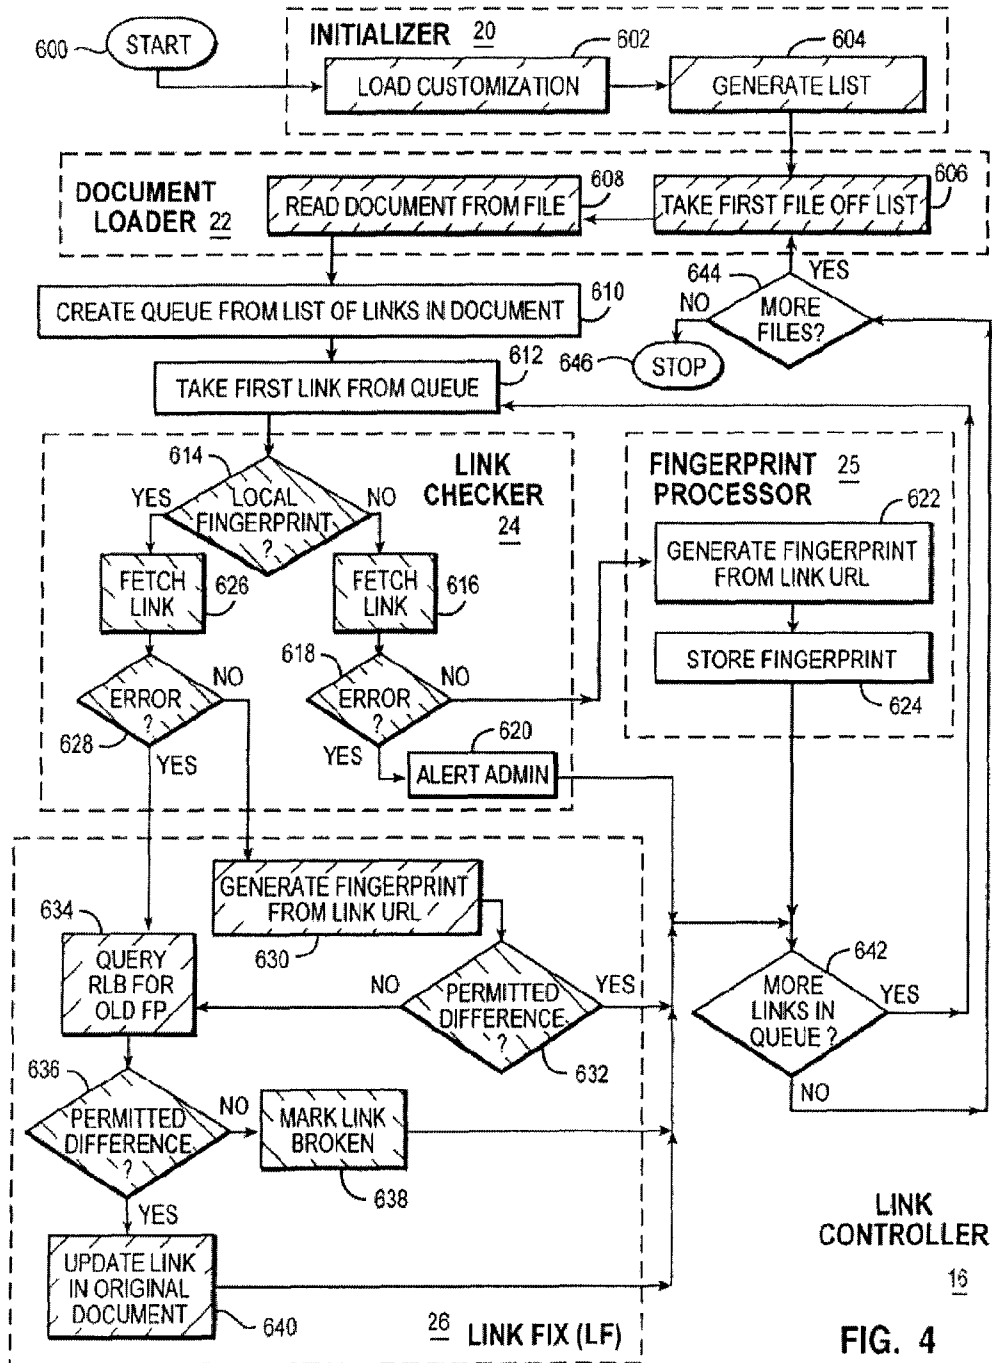 600
START
INITIALIZER 20
602
604
LOAD CUSTOMIZATION
GENERATE LIST
DOCUMENT
LOADER 22
608
606
READ DOCUMENT FROM FILE
TAKE FIRST FILE OFF LIST
644
YES
NO
MORE
FILES?
610
CREATE QUEUE FROM LIST OF LINKS IN DOCUMENT
646
STOP
612
TAKE FIRST LINK FROM QUEUE
614
LINK
CHECKER
24
YES
NO
LOCAL
FINGERPRINT
?
FINGERPRINT 25
PROCESSOR
622
GENERATE FINGERPRINT
FROM LINK URL
FETCH
LINK
626
FETCH
LINK
616
STORE FINGERPRINT
624
618
NO
NO
ERROR
?
ERROR
?
628
YES
YES
620
ALERT ADMIN
GENERATE FINGERPRINT
FROM LINK URL
630
634
QUERY
RLB FOR
OLD FP
NO
PERMITTED
DIFFERENCE
?
YES
632
642
MORE
LINKS IN
QUEUE ?
YES
NO
636
PERMITTED
DIFFERENCE
?
NO
MARK LINK
BROKEN
638
YES
UPDATE LINK
IN ORIGINAL
DOCUMENT
640
26 LINK FIX (LF)
LINK
CONTROLLER
16
FIG. 4